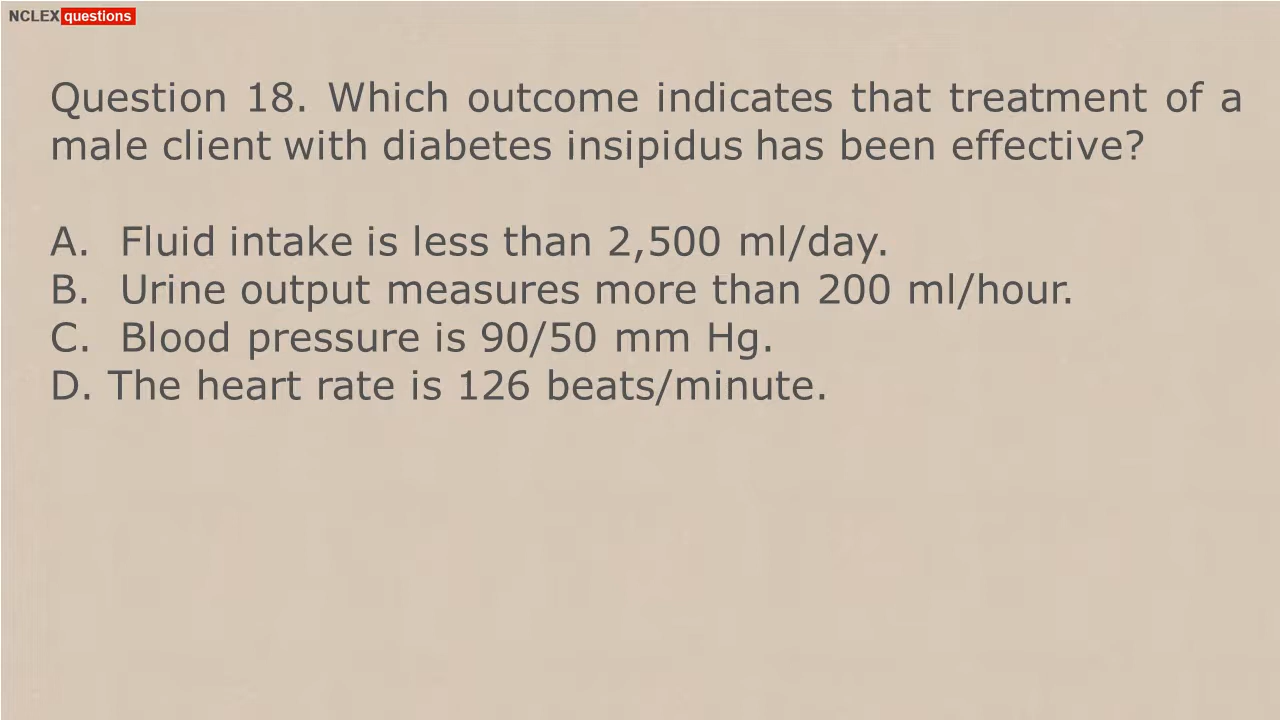 NCLEX questions
Question 18. Which outcome indicates that treatment of a
male client with diabetes insipidus has been effective?
A. Fluid intake is less than 2,500 ml/day.
B. Urine output measures more than 200 ml/hour.
C. Blood pressure is 90/50 mm Hg.
D. The heart rate is 126 beats/minute.